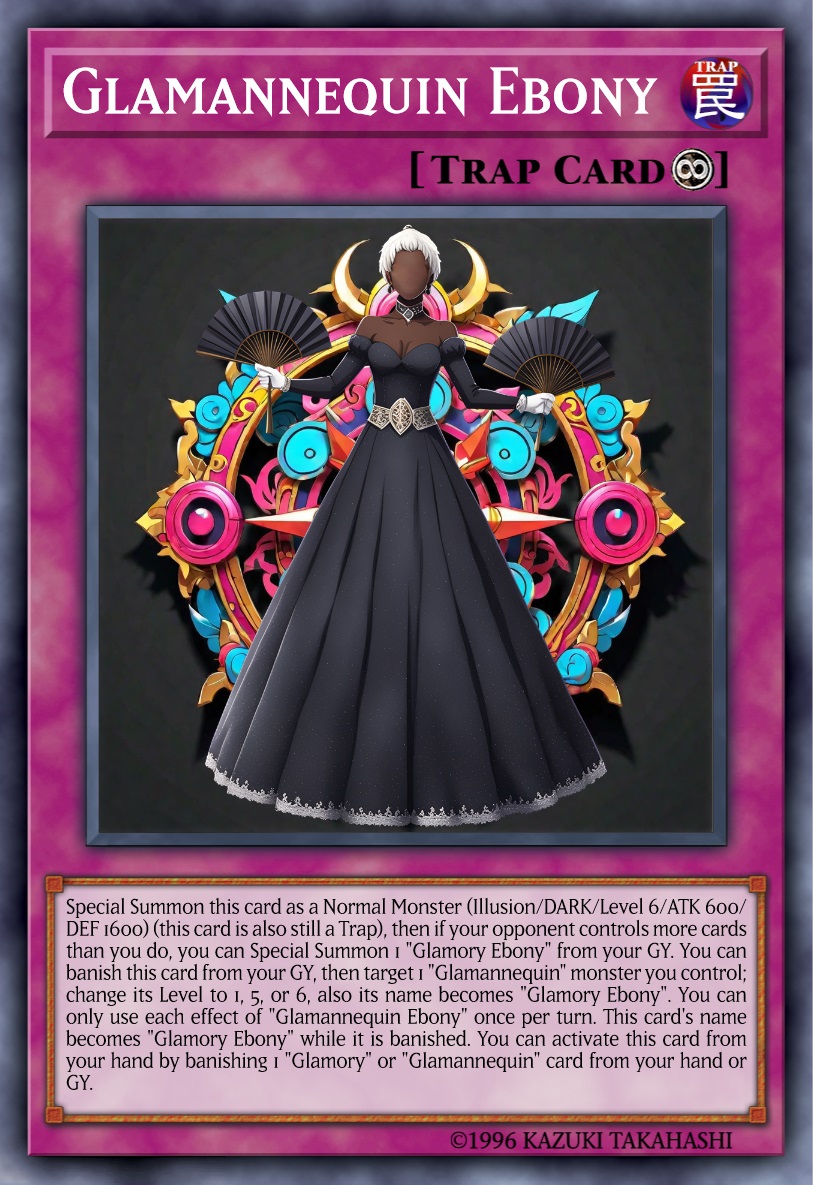 Glamannequin Ebony
TRAP
罠
[Trap Card∞]
Special Summon this card as a Normal Monster (Illusion/DARK/Level 6/ATK 600/
DEF 1600) (this card is also still a Trap), then if your opponent controls more cards
than you do, you can Special Summon 1 "Glamory Ebony" from your GY. You can
banish this card from your GY, then target 1 "Glamannequin" monster you control;
change its Level to 1, 5, or 6, also its name becomes "Glamory Ebony". You can
only use each effect of "Glamannequin Ebony" once per turn. This card's name
becomes "Glamory Ebony" while it is banished. You can activate this card from
your hand by banishing 1 "Glamory" or "Glamannequin" card from your hand or
GY.
©1996 KAZUKI TAKAHASHI